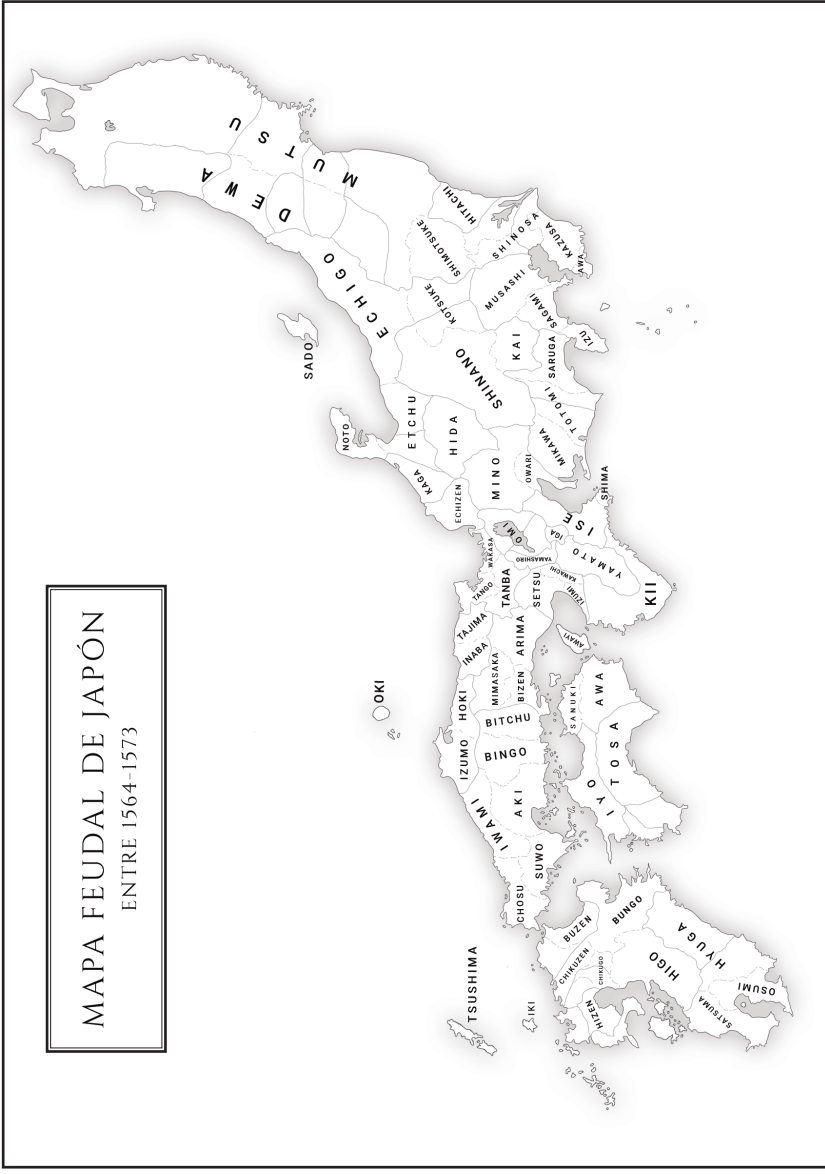 MAPA FEUDAL DE JAPÓN
ENTRE 1564-1573
MUTSU
DEWA
ECHIGO
SADO
HITACHI
SHIMOTSUKE
SHINOSA
KAZUSA
AWA
KOTSUKE
MUSASHI
SAGAMI
IZU
KAI
SARUGA
SHINANO
TOTOMI
MIKAWA
NOTO
ETCHU
HIDA
KAGA
ECHIZEN
MINO
OWARI
SHIMA
ISE
OMI
IGA
WAKASA
YAMASHIRO
YAMATO
KAWACHI
IZUMI
KII
TANGO
TANBA
SETSU
TAJIMA
INABA
ARIMA
AWAYI
MIMASAKA
BIZEN
HOKI
BITCHU
OKI
IZUMO
BINGO
IWAMI
AKI
SUWO
CHOSU
SANUKI
AWA
TOSA
IYO
TSUSHIMA
IKI
BUZEN
BUNGO
CHIKUZEN
CHIKUGO
HIZEN
HIGO
HYUGA
OSUMI
SATSUMA